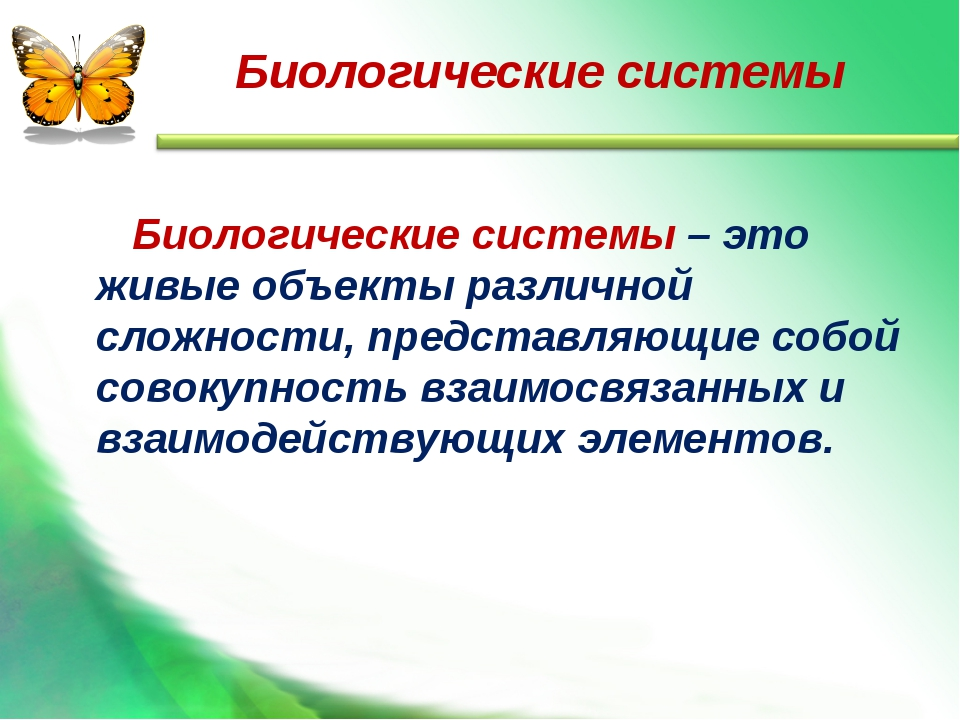 Биологические системы
Биологические системы – это
живые объекты различной
сложности, представляющие собой
совокупность взаимосвязанных и
взаимодействующих элементов.